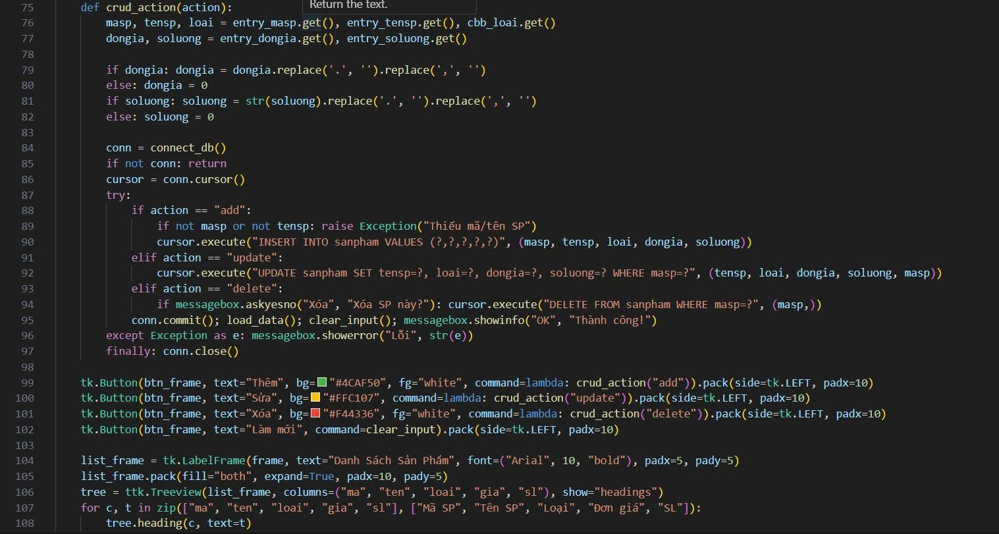 Return the text.
75 def crud_action(action):
76 masp, tensp, loai = entry_masp.get(), entry_tensp.get(), cbb_loai.get()
77 dongia, soluong = entry_dongia.get(), entry_soluong.get()
78
79 if dongia: dongia = dongia.replace('.', '').replace(',', '')
80 else: dongia = 0
81 if soluong: soluong = str(soluong).replace('.', '').replace(',', '')
82 else: soluong = 0
83
84 conn = connect_db()
85 if not conn: return
86 cursor = conn.cursor()
87 try:
88 if action == "add":
89 if not masp or not tensp: raise Exception("Thiếu mã/tên SP")
90 cursor.execute("INSERT INTO sanpham VALUES (?,?,?,?,?)", (masp, tensp, loai, dongia, soluong))
91 elif action == "update":
92 cursor.execute("UPDATE sanpham SET tensp=?, loai=?, dongia=?, soluong=? WHERE masp=?", (tensp, loai, dongia, soluong, masp))
93 elif action == "delete":
94 if messagebox.askyesno("Xóa", "Xóa SP này?"): cursor.execute("DELETE FROM sanpham WHERE masp=?", (masp,))
95 conn.commit(); load_data(); clear_input(); messagebox.showinfo("OK", "Thành công!")
96 except Exception as e: messagebox.showerror("Lỗi", str(e))
97 finally: conn.close()
98
99 tk.Button(btn_frame, text="Thêm", bg="#4CAF50", fg="white", command=lambda: crud_action("add")).pack(side=tk.LEFT, padx=10)
100 tk.Button(btn_frame, text="Sửa", bg="#FFC107", command=lambda: crud_action("update")).pack(side=tk.LEFT, padx=10)
101 tk.Button(btn_frame, text="Xóa", bg="#F44336", fg="white", command=lambda: crud_action("delete")).pack(side=tk.LEFT, padx=10)
102 tk.Button(btn_frame, text="Làm mới", command=clear_input).pack(side=tk.LEFT, padx=10)
103
104 list_frame = tk.LabelFrame(frame, text="Danh Sách Sản Phẩm", font=("Arial", 10, "bold"), padx=5, pady=5)
105 list_frame.pack(fill="both", expand=True, padx=10, pady=5)
106 tree = ttk.Treeview(list_frame, columns=("ma", "ten", "loai", "gia", "sl"), show="headings")
107 for c, t in zip(["ma", "ten", "loai", "gia", "sl"], ["Mã SP", "Tên SP", "Loại", "Đơn giá", "SL"]):
108 tree.heading(c, text=t)